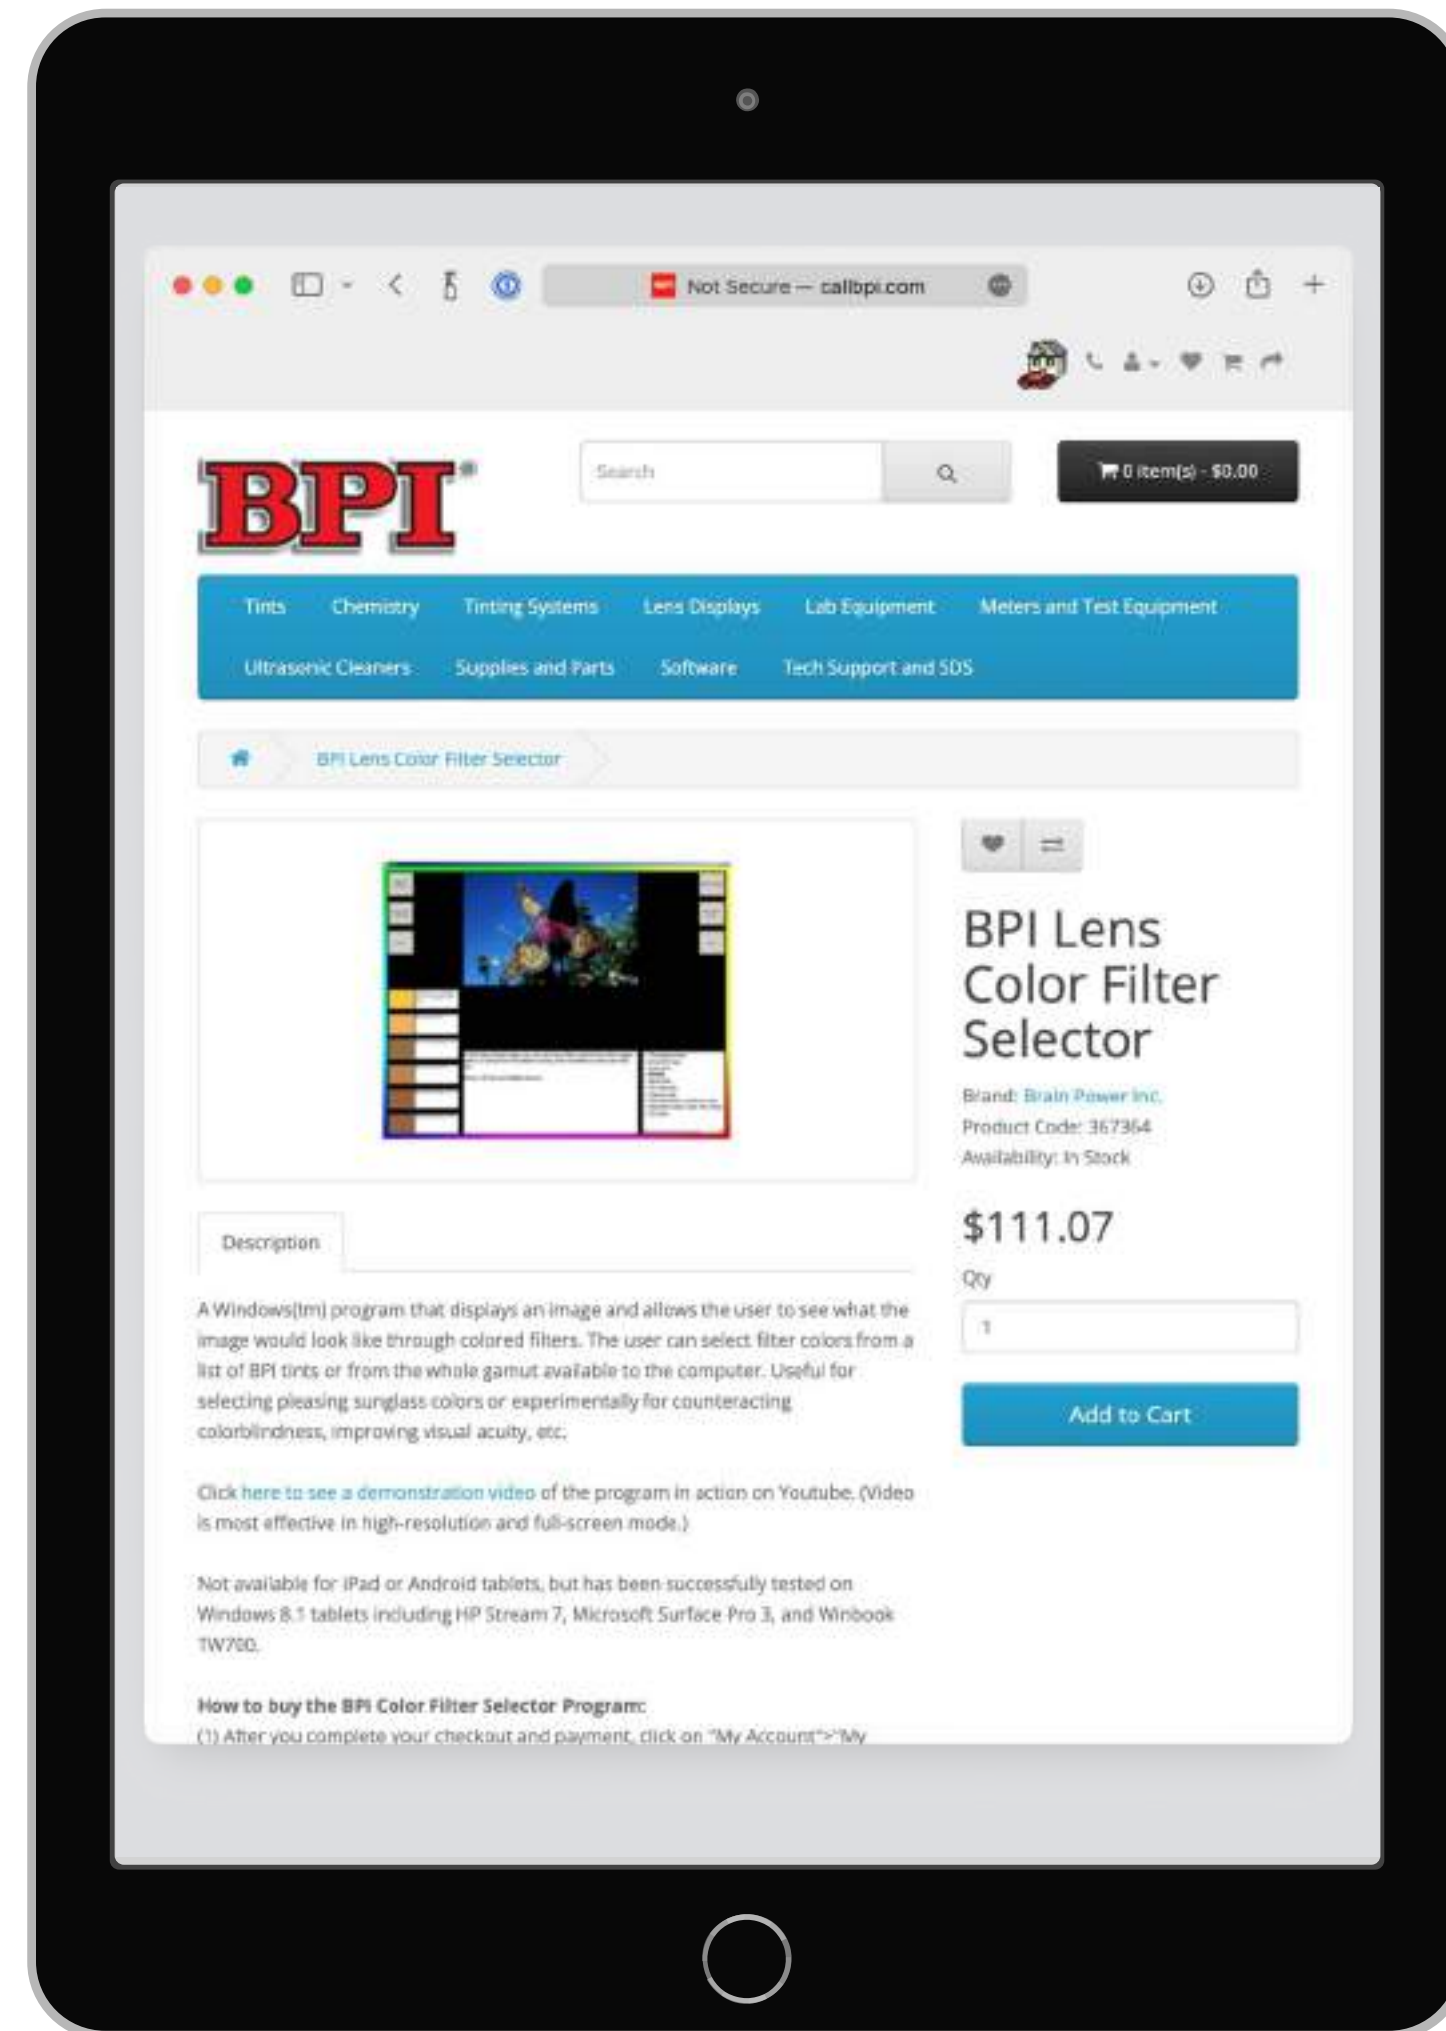 Not Secure — callbpi.com
BPI®
Search
0 item(s) - $0.00
Tints Chemistry Tinting Systems Lens Displays Lab Equipment Meters and Test Equipment
Ultrasonic Cleaners Supplies and Parts Software Tech Support and SDS
BPI Lens Color Filter Selector
BPI Lens
Color Filter
Selector
Brand: Brain Power Inc.
Product Code: 367364
Availability: In Stock
$111.07
Qty
1
Add to Cart
Description
A Windows(tm) program that displays an image and allows the user to see what the
image would look like through colored filters. The user can select filter colors from a
list of BPI tints or from the whole gamut available to the computer. Useful for
selecting pleasing sunglass colors or experimentally for counteracting
colorblindness, improving visual acuity, etc.
Click here to see a demonstration video of the program in action on Youtube. (Video
is most effective in high-resolution and full-screen mode.)
Not available for iPad or Android tablets, but has been successfully tested on
Windows 8.1 tablets including HP Stream 7, Microsoft Surface Pro 3, and Winbook
TW700.
How to buy the BPI Color Filter Selector Program:
(1) After you complete your checkout and payment, click on "My Account">"My